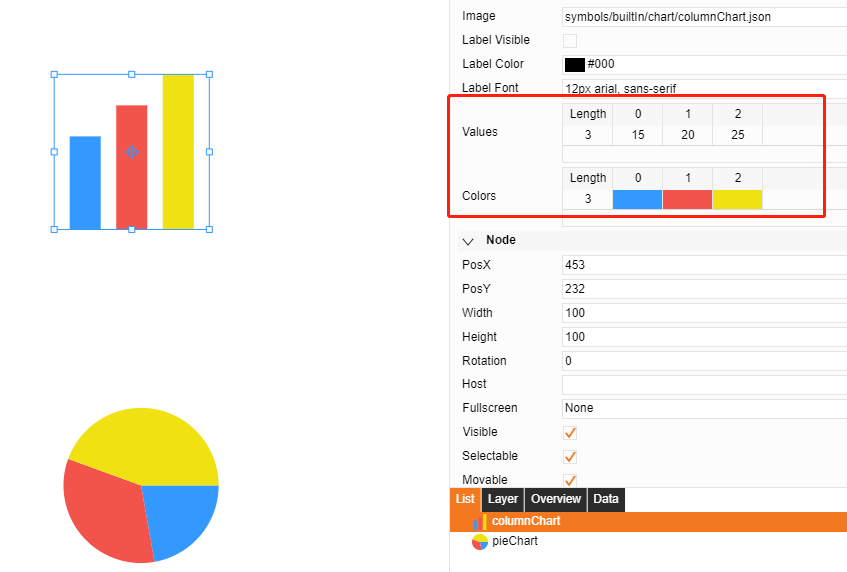 Image symbols/builtIn/chart/columnChart.json
Label Visible
Label Color #000
Label Font 12px arial, sans-serif
Length 0 1 2
Values 3 15 20 25
Length 0 1 2
Colors 3
Node
PosX 453
PosY 232
Width 100
Height 100
Rotation 0
Host
Fullscreen None
Visible
Selectable
Movable
List Layer Overview Data
columnChart
pieChart